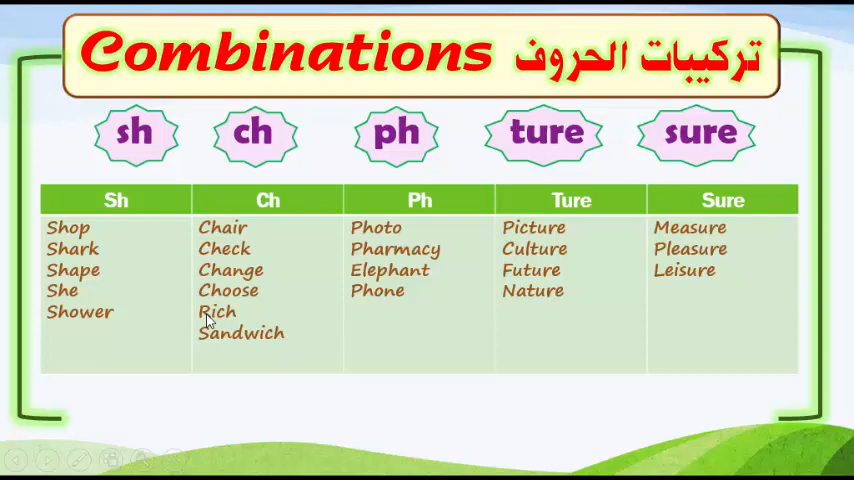 Combinations تركيبات الحروف
sh ch ph ture sure
Sh Ch Ph Ture Sure
Shop Chair Photo Picture Measure
Shark Check Pharmacy Culture Pleasure
Shape Change Elephant Future Leisure
She Choose Phone Nature
Shower Rich
Sandwich